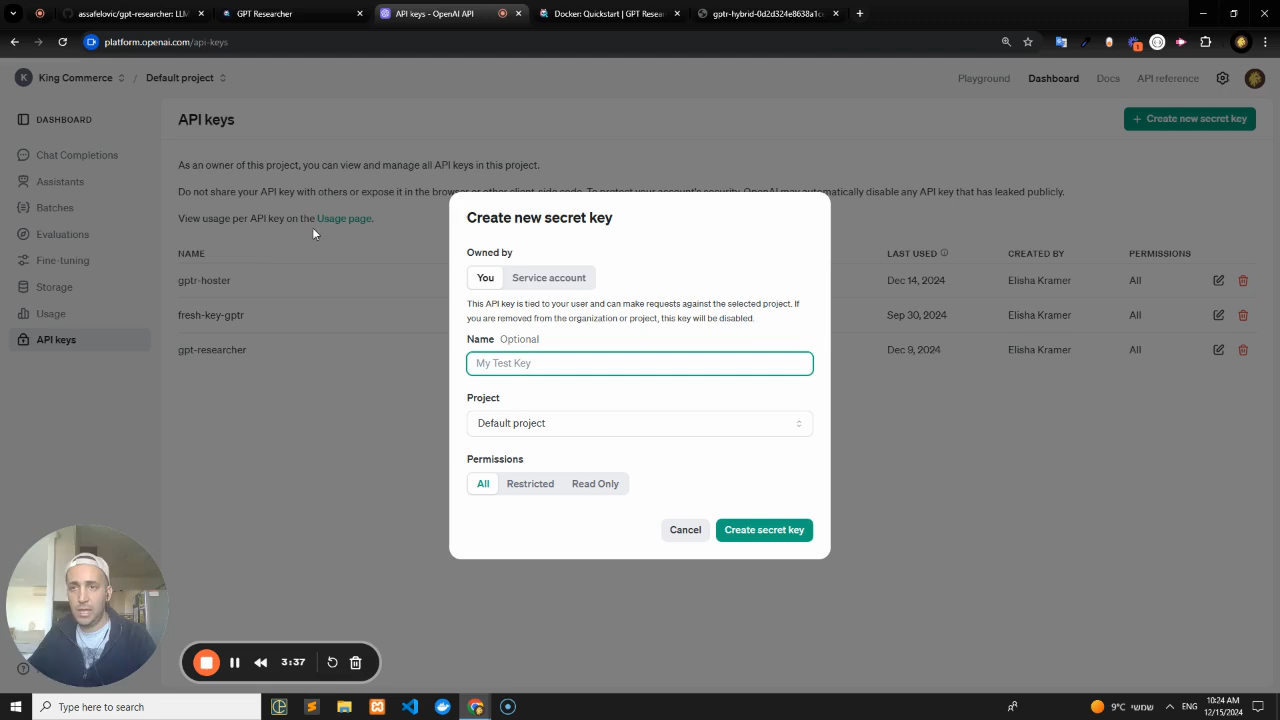 assafelovic/gpt-researcher: LLM
GPT Researcher
API keys - OpenAI API
Docker: Quickstart | GPT Resea
gptr-hybrid-0d2d324e8638a1c
platform.openai.com/api-keys
K King Commerce / Default project
Playground Dashboard Docs API reference
DASHBOARD
Chat Completions
Assistants
Batches
Evaluations
Fine-tuning
Storage
Usage
API keys
API keys
+ Create new secret key
As an owner of this project, you can view and manage all API keys in this project.
Do not share your API key with others or expose it in the browser or other client-side code. To protect your account's security, OpenAI may automatically disable any API key that has leaked publicly.
View usage per API key on the Usage page.
NAME LAST USED CREATED BY PERMISSIONS
gptr-hoster Dec 14, 2024 Elisha Kramer All
fresh-key-gptr Sep 30, 2024 Elisha Kramer All
gpt-researcher Dec 9, 2024 Elisha Kramer All
Create new secret key
Owned by
You Service account
This API key is tied to your user and can make requests against the selected project. If
you are removed from the organization or project, this key will be disabled.
Name Optional
My Test Key
Project
Default project
Permissions
All Restricted Read Only
Cancel Create secret key
3:37
Type here to search
9°C שמשי ENG 10:24 AM
12/15/2024